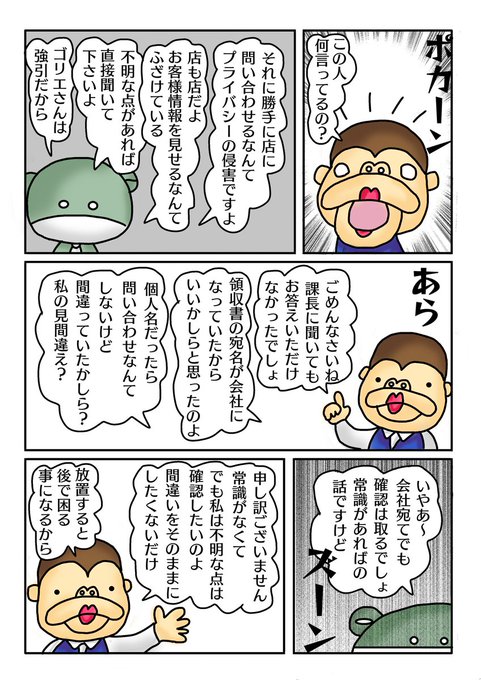 ポカーン
この人
何言ってるの？
それに勝手に店に
問い合わせるなんて
プライバシーの侵害ですよ
店も店だよ
お客様情報を見せるなんて
ふざけている
不明な点があれば
直接聞いて
下さいよ
ゴリエさんは
強引だから
あら
ごめんなさいね
課長に聞いても
お答えいただけ
なかったでしょ
領収書の宛名が会社に
なっていたから
いいかしらと思ったのよ
個人名だったら
問い合わせなんて
しないけど
間違っていたかしら？
私の見間違え？
いやあ〜
会社宛てでも
確認は取るでしょ
常識があればの
話ですけど
ズーン
申し訳ございません
常識がなくて
でも私は不明な点は
確認したいのよ
間違いをそのままに
したくないだけ
放置すると
後で困る
事になるから